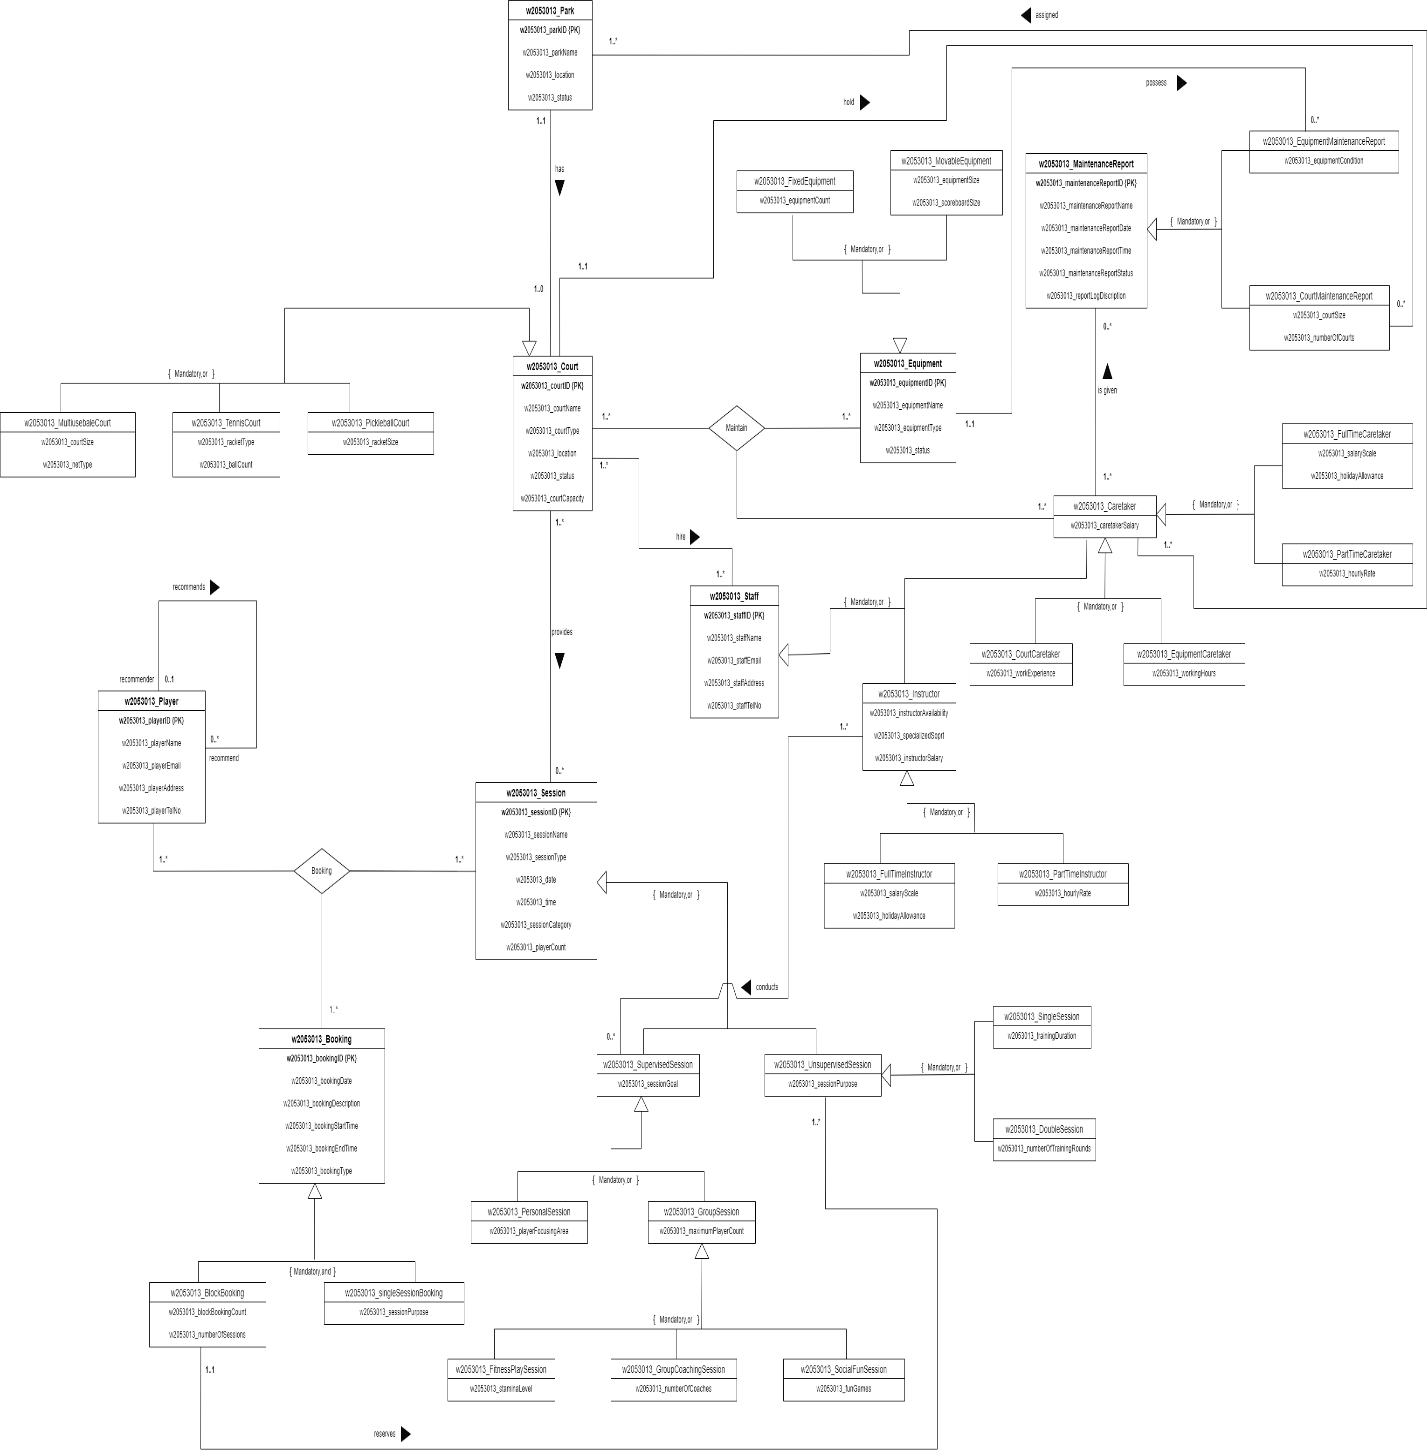 w2053013_Park
w2053013_parkID {PK}
w2053013_parkName
w2053013_location
w2053013_status
assigned
1..*
1..1
hold
possess
0..*
has
w2053013_FixedEquipment
w2053013_equipmentCount
w2053013_MovableEquipment
w2053013_equipmentSize
w2053013_scoreboardSize
{ Mandatory,or }
w2053013_MaintenanceReport
w2053013_maintenanceReportID {PK}
w2053013_maintenanceReportName
w2053013_maintenanceReportDate
w2053013_maintenanceReportTime
w2053013_maintenanceReportStatus
w2053013_reportLogDiscription
{ Mandatory,or }
w2053013_EquipmentMaintenanceReport
w2053013_equipmentCondition
w2053013_CourtMaintenanceReport
w2053013_courtSize
w2053013_numberOfCourts
0..*
1..1
1..0
0..*
is given
{ Mandatory,or }
w2053013_MultiusebaleCourt
w2053013_courtSize
w2053013_netType
w2053013_TennisCourt
w2053013_racketType
w2053013_ballCount
w2053013_PickleballCourt
w2053013_racketSize
w2053013_Court
w2053013_courtID {PK}
w2053013_courtName
w2053013_courtType
w2053013_location
w2053013_status
w2053013_courtCapacity
1..*
Maintain
1..*
w2053013_Equipment
w2053013_equipmentID {PK}
w2053013_equipmentName
w2053013_equipmentType
w2053013_status
1..1
1..*
1..*
1..*
1..*
w2053013_Caretaker
w2053013_caretakerSalary
1..*
{ Mandatory,or }
w2053013_FullTimeCaretaker
w2053013_salaryScale
w2053013_holidayAllowance
w2053013_PartTimeCaretaker
w2053013_hourlyRate
hire
1..*
w2053013_Staff
w2053013_staffID {PK}
w2053013_staffName
w2053013_staffEmail
w2053013_staffAddress
w2053013_staffTelNo
{ Mandatory,or }
{ Mandatory,or }
w2053013_CourtCaretaker
w2053013_workExperience
w2053013_EquipmentCaretaker
w2053013_workingHours
recommends
provides
recommender
0..1
w2053013_Player
w2053013_playerID {PK}
w2053013_playerName
w2053013_playerEmail
w2053013_playerAddress
w2053013_playerTelNo
0..*
recommend
w2053013_Instructor
w2053013_instructorAvailability
w2053013_specializedSoprt
w2053013_instructorSalary
1..*
{ Mandatory,or }
w2053013_FullTimeInstructor
w2053013_salaryScale
w2053013_holidayAllowance
w2053013_PartTimeInstructor
w2053013_hourlyRate
0..*
w2053013_Session
w2053013_sessionID {PK}
w2053013_sessionName
w2053013_sessionType
w2053013_date
w2053013_time
w2053013_sessionCategory
w2053013_playerCount
1..*
Booking
1..*
{ Mandatory,or }
conducts
1..*
0..*
w2053013_Booking
w2053013_bookingID {PK}
w2053013_bookingDate
w2053013_bookingDescription
w2053013_bookingStartTime
w2053013_bookingEndTime
w2053013_bookingType
w2053013_SupervisedSession
w2053013_sessionGoal
w2053013_UnsupervisedSession
w2053013_sessionPurpose
{ Mandatory,or }
w2053013_SingleSession
w2053013_trainingDuration
w2053013_DoubleSession
w2053013_numberOfTrainingRounds
1..*
{ Mandatory,or }
w2053013_PersonalSession
w2053013_playerFocusingArea
w2053013_GroupSession
w2053013_maximumPlayerCount
{ Mandatory,and }
w2053013_BlockBooking
w2053013_blockBookingCount
w2053013_numberOfSessions
w2053013_singleSessionBooking
w2053013_sessionPurpose
{ Mandatory,or }
w2053013_FitnessPlaySession
w2053013_staminaLevel
w2053013_GroupCoachingSession
w2053013_numberOfCoaches
w2053013_SocialFunSession
w2053013_funGames
1..1
reserves